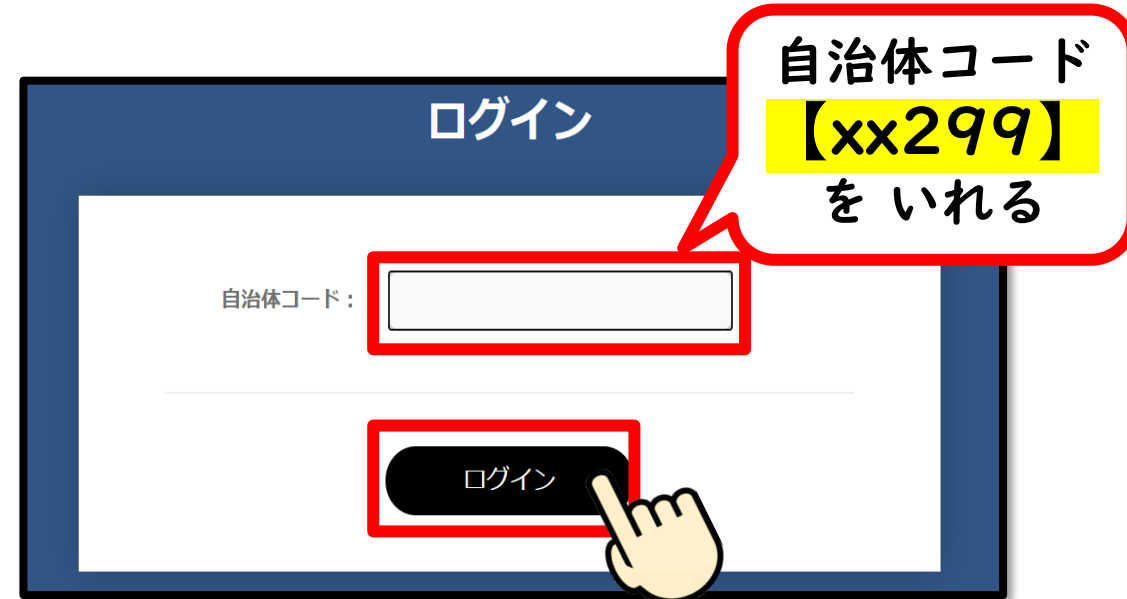 自治体コード
【xx299】
を いれる
ログイン
自治体コード：
ログイン